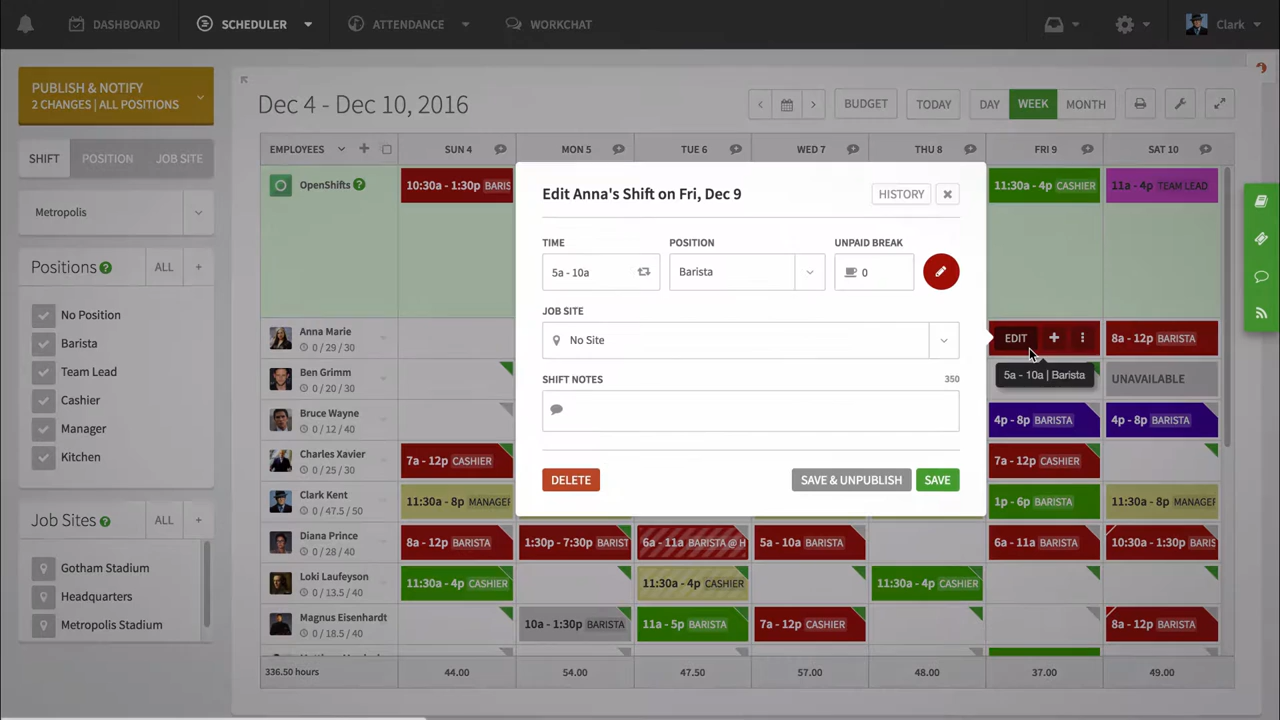 DASHBOARD SCHEDULER ATTENDANCE WORKCHAT Clark
PUBLISH & NOTIFY
2 CHANGES | ALL POSITIONS
SHIFT POSITION JOB SITE
Metropolis
Positions ? ALL +
No Position
Barista
Team Lead
Cashier
Manager
Kitchen
Job Sites ? ALL +
Gotham Stadium
Headquarters
Metropolis Stadium
Dec 4 - Dec 10, 2016 BUDGET TODAY DAY WEEK MONTH
EMPLOYEES + SUN 4 MON 5 TUE 6 WED 7 THU 8 FRI 9 SAT 10
OpenShifts ? 10:30a - 1:30p BARIS 11:30a - 4p CASHIER 11a - 4p TEAM LEAD
Edit Anna's Shift on Fri, Dec 9 HISTORY
TIME POSITION UNPAID BREAK
5a - 10a Barista 0
JOB SITE
No Site
SHIFT NOTES 350
DELETE SAVE & UNPUBLISH SAVE
Anna Marie EDIT + 8a - 12p BARISTA
0 / 29 / 30
5a - 10a | Barista
Ben Grimm UNAVAILABLE
0 / 20 / 30
Bruce Wayne 4p - 8p BARISTA 4p - 8p BARISTA
0 / 12 / 40
Charles Xavier 7a - 12p CASHIER 7a - 12p CASHIER
0 / 25 / 30
Clark Kent 11:30a - 8p MANAGER 1p - 6p BARISTA 11:30a - 8p MANAGER
0 / 47.5 / 50
Diana Prince 8a - 12p BARISTA 1:30p - 7:30p BARIST 6a - 11a BARISTA @ H 5a - 10a BARISTA 6a - 11a BARISTA 10:30a - 1:30p BARIS
0 / 28 / 40
Loki Laufeyson 11:30a - 4p CASHIER 11:30a - 4p CASHIER 11:30a - 4p CASHIER
0 / 13.5 / 40
Magnus Eisenhardt 10a - 1:30p BARISTA 11a - 5p BARISTA 7a - 12p CASHIER 8a - 12p BARISTA
0 / 18.5 / 40
336.50 hours 44.00 54.00 47.50 57.00 48.00 37.00 49.00